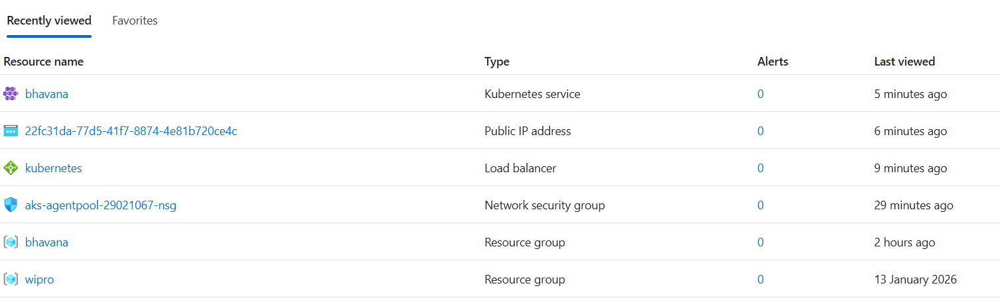 Recently viewed Favorites
Resource name Type Alerts Last viewed
bhavana Kubernetes service 0 5 minutes ago
22fc31da-77d5-41f7-8874-4e81b720ce4c Public IP address 0 6 minutes ago
kubernetes Load balancer 0 9 minutes ago
aks-agentpool-29021067-nsg Network security group 0 29 minutes ago
bhavana Resource group 0 2 hours ago
wipro Resource group 0 13 January 2026